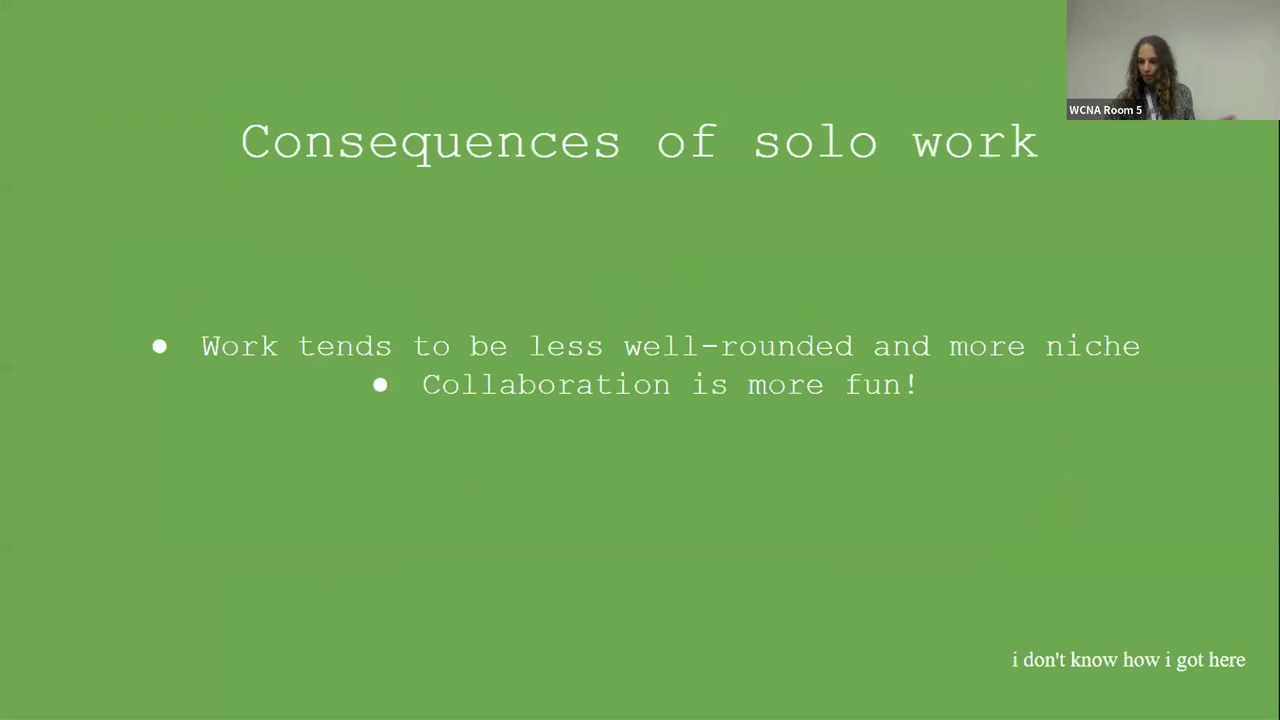 WCNA Room 5
Consequences of solo work
● Work tends to be less well-rounded and more niche
● Collaboration is more fun!
i don't know how i got here